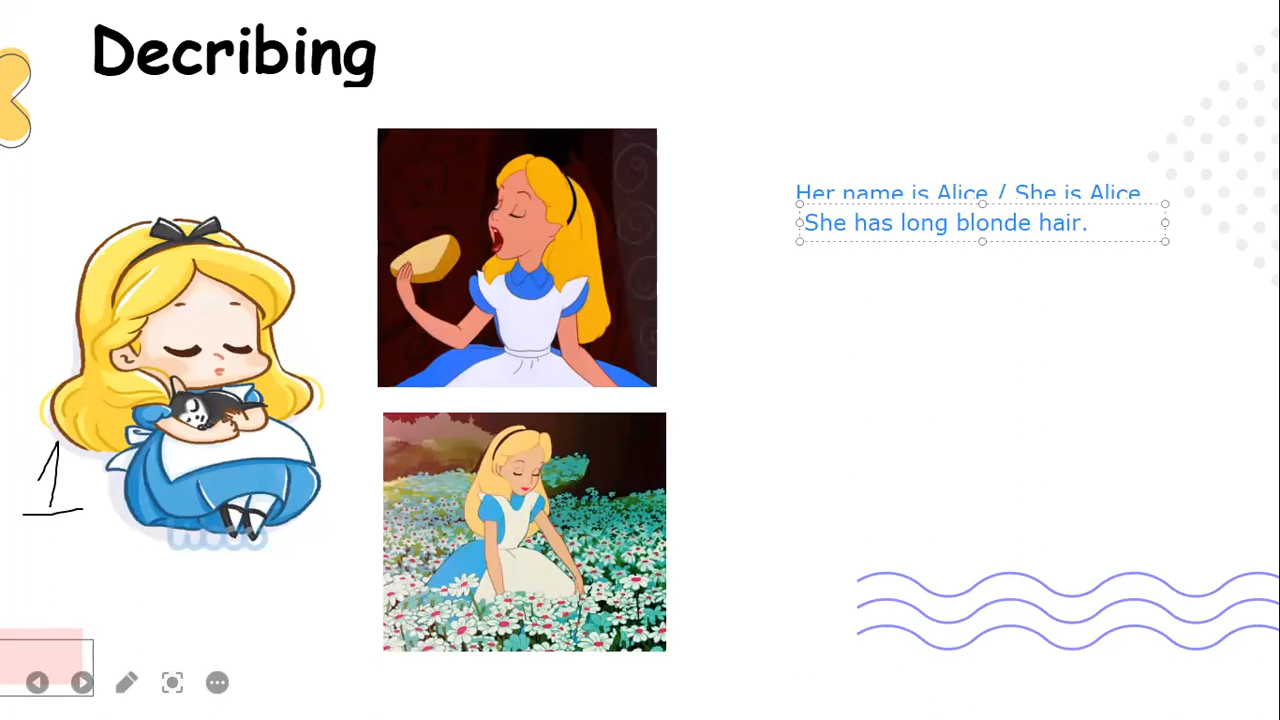 Decribing
Her name is Alice / She is Alice
She has long blonde hair.
1